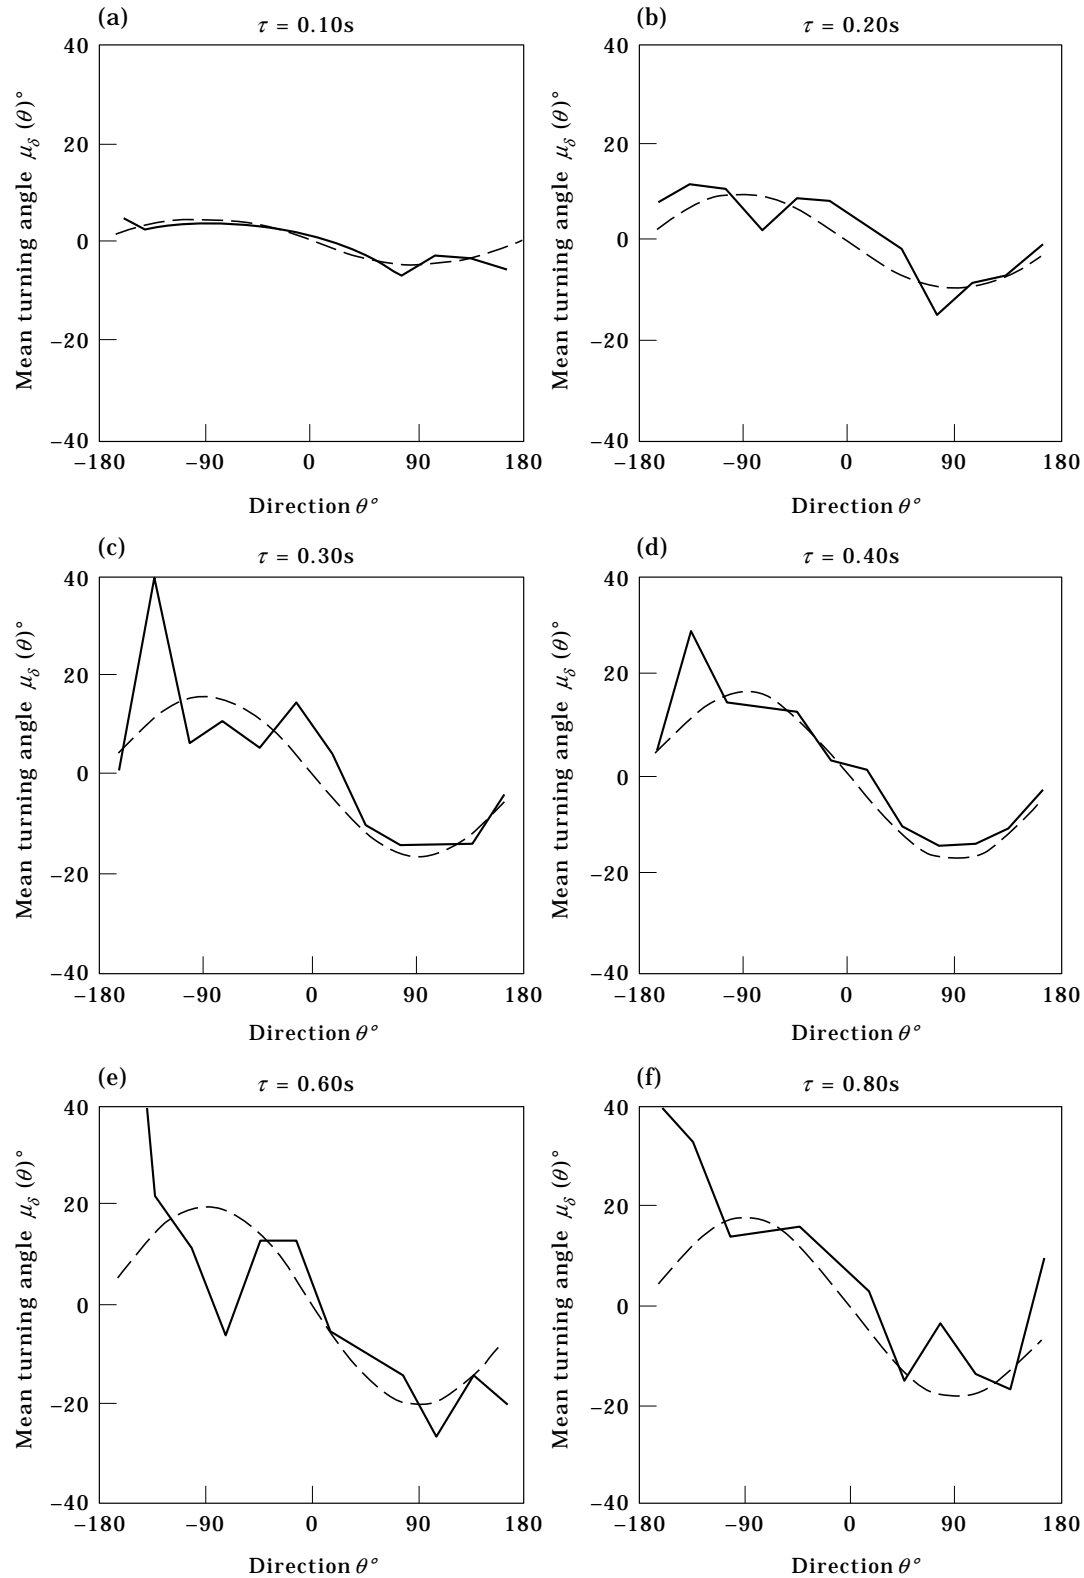 (a)
τ = 0.10s
Mean turning angle μδ (θ)°
40
20
0
−20
−40
−180 −90 0 90 180
Direction θ°
(b)
τ = 0.20s
Mean turning angle μδ (θ)°
40
20
0
−20
−40
−180 −90 0 90 180
Direction θ°
(c)
τ = 0.30s
Mean turning angle μδ (θ)°
40
20
0
−20
−40
−180 −90 0 90 180
Direction θ°
(d)
τ = 0.40s
Mean turning angle μδ (θ)°
40
20
0
−20
−40
−180 −90 0 90 180
Direction θ°
(e)
τ = 0.60s
Mean turning angle μδ (θ)°
40
20
0
−20
−40
−180 −90 0 90 180
Direction θ°
(f)
τ = 0.80s
Mean turning angle μδ (θ)°
40
20
0
−20
−40
−180 −90 0 90 180
Direction θ°